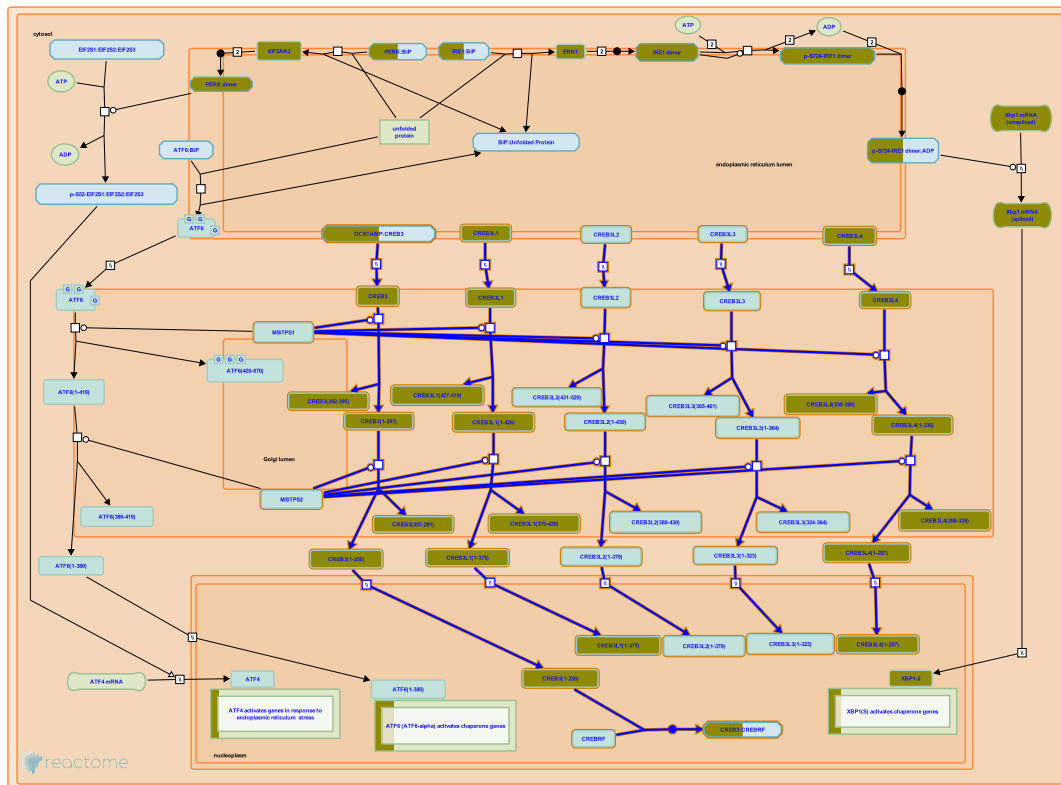 cytosol
EIF2S1:EIF2S2:EIF2S3
ATP
ADP
p-S52-EIF2S1:EIF2S2:EIF2S3
2
EIF2AK3
PERK:BiP
IRE1:BiP
ERN1
2
IRE1 dimer
ATP
2
ADP
2
p-S724-IRE1 dimer
2
PERK dimer
unfolded
protein
BiP:Unfolded Protein
ATF6:BiP
endoplasmic reticulum lumen
p-S724-IRE1 dimer:ADP
Xbp1 mRNA
(unspliced)
Xbp1 mRNA
(spliced)
G
G
G
ATF6
DCSTAMP:CREB3
CREB3L1
CREB3L2
CREB3L3
CREB3L4
G
G
G
ATF6
CREB3
CREB3L1
CREB3L2
CREB3L3
CREB3L4
MBTPS1
G
G
G
ATF6(420-670)
ATF6(1-419)
CREB3(292-395)
CREB3L1(427-519)
CREB3L2(431-520)
CREB3L3(365-461)
CREB3L4(339-395)
CREB3(1-291)
CREB3L1(1-426)
CREB3L2(1-430)
CREB3L3(1-364)
CREB3L4(1-338)
Golgi lumen
MBTPS2
ATF6(380-419)
CREB3(257-291)
CREB3L1(376-426)
CREB3L2(380-430)
CREB3L3(324-364)
CREB3L4(298-338)
ATF6(1-380)
CREB3(1-256)
CREB3L1(1-375)
CREB3L2(1-379)
CREB3L3(1-323)
CREB3L4(1-297)
CREB3L1(1-375)
CREB3L2(1-379)
CREB3L3(1-323)
CREB3L4(1-297)
ATF4 mRNA
ATF4
ATF6(1-380)
CREB3(1-256)
XBP1-2
ATF4 activates genes in response to
endoplasmic reticulum stress
ATF6 (ATF6-alpha) activates chaperone genes
CREBRF
CREB3:CREBRF
XBP1(S) activates chaperone genes
nucleoplasm
reactome